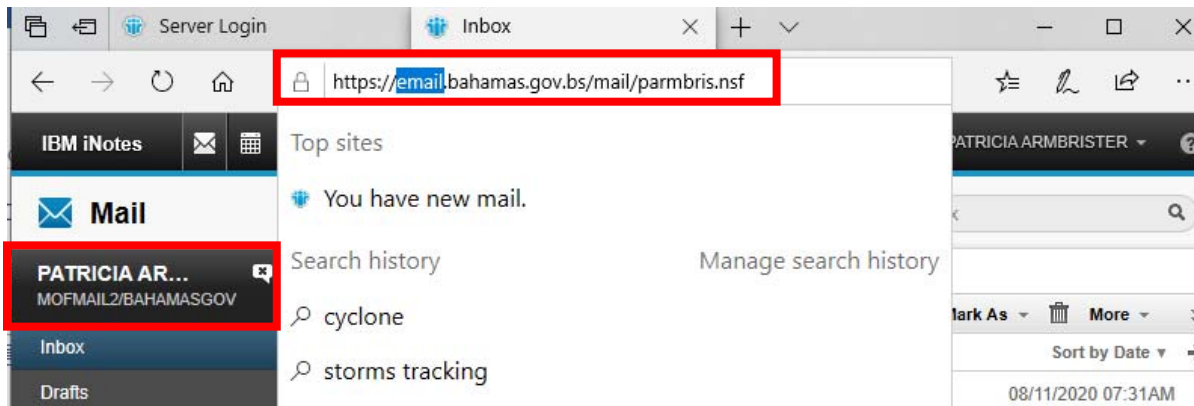 Server Login
Inbox
https://email.bahamas.gov.bs/mail/parmbris.nsf
IBM iNotes
Top sites
PATRICIA ARMBRISTER
You have new mail.
Mail
PATRICIA AR...
MOFMAIL2/BAHAMASGOV
Search history Manage search history
cyclone
More
Inbox
Sort by Date
storms tracking
Drafts
08/11/2020 07:31AM